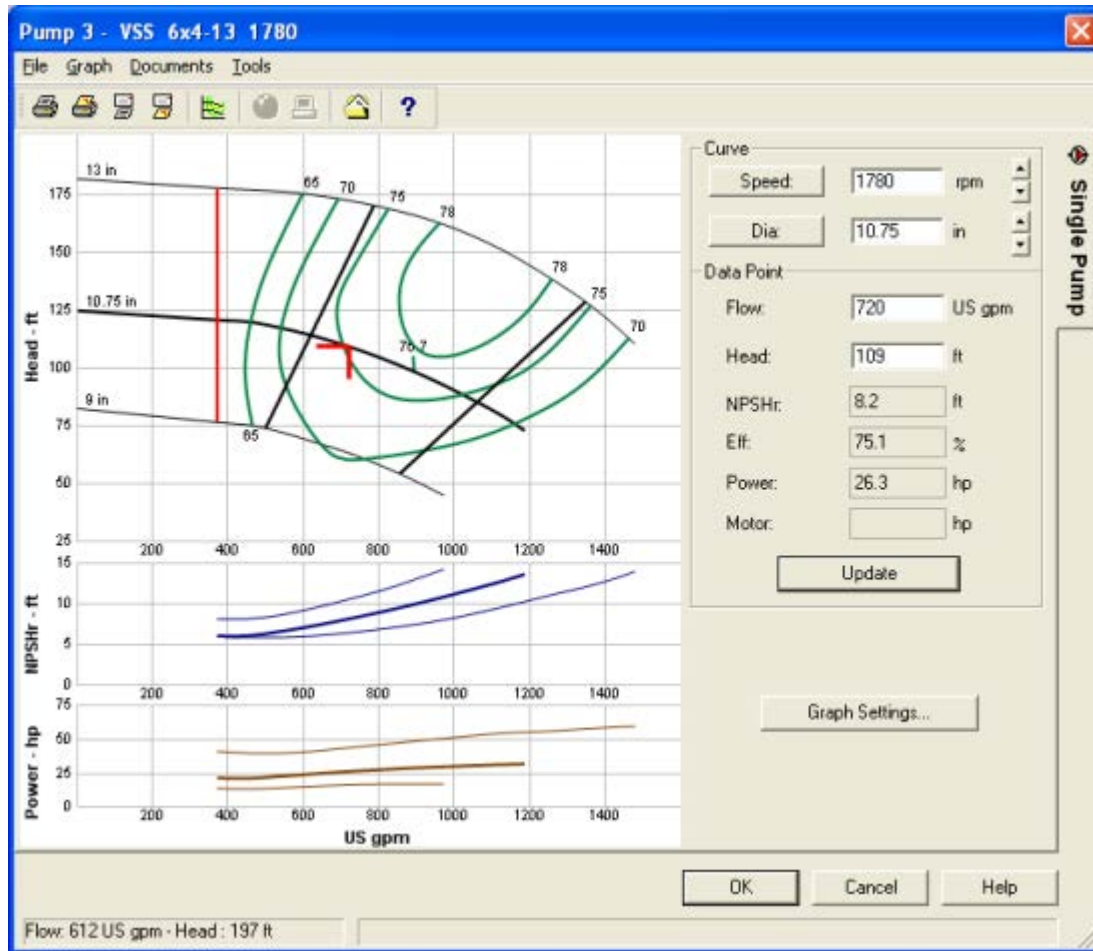 Pump 3 - VSS 6x4-13 1780
File Graph Documents Tools
?
Head - ft
175
150
125
100
75
50
25
13 in
10.75 in
9 in
65
70
75
78
78
75
70
76.7
65
200 400 600 800 1000 1200 1400
NPSHr - ft
15
10
5
0
200 400 600 800 1000 1200 1400
Power - hp
75
50
25
0
200 400 600 800 1000 1200 1400
US gpm
Curve
Speed: 1780 rpm
Dia: 10.75 in
Data Point
Flow: 720 US gpm
Head: 109 ft
NPSHr: 8.2 ft
Eff: 75.1 %
Power: 26.3 hp
Motor: hp
Update
Graph Settings...
Single Pump
OK Cancel Help
Flow: 612 US gpm - Head : 197 ft